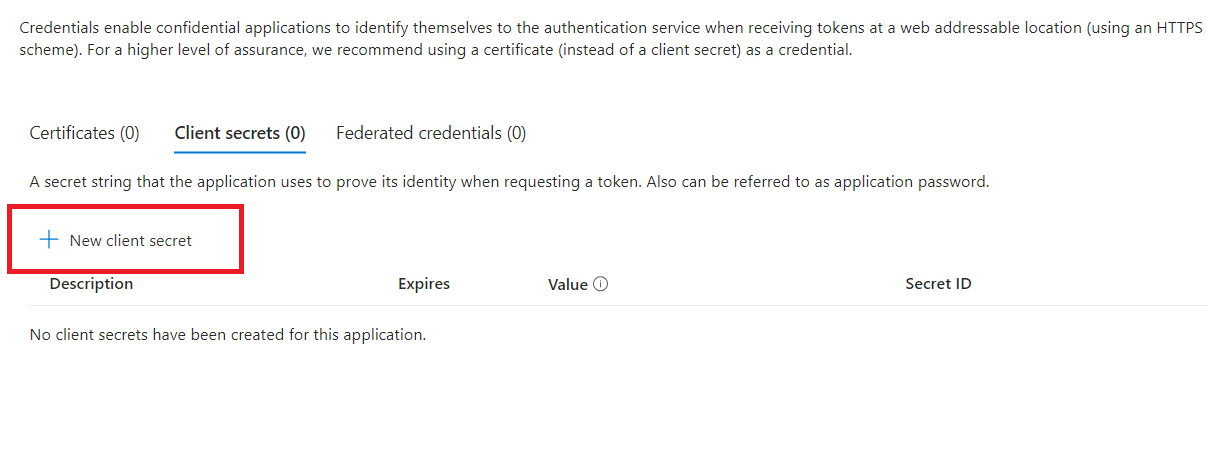 Credentials enable confidential applications to identify themselves to the authentication service when receiving tokens at a web addressable location (using an HTTPS
scheme). For a higher level of assurance, we recommend using a certificate (instead of a client secret) as a credential.
Certificates (0) Client secrets (0) Federated credentials (0)
A secret string that the application uses to prove its identity when requesting a token. Also can be referred to as application password.
New client secret
Description Expires Value Secret ID
No client secrets have been created for this application.